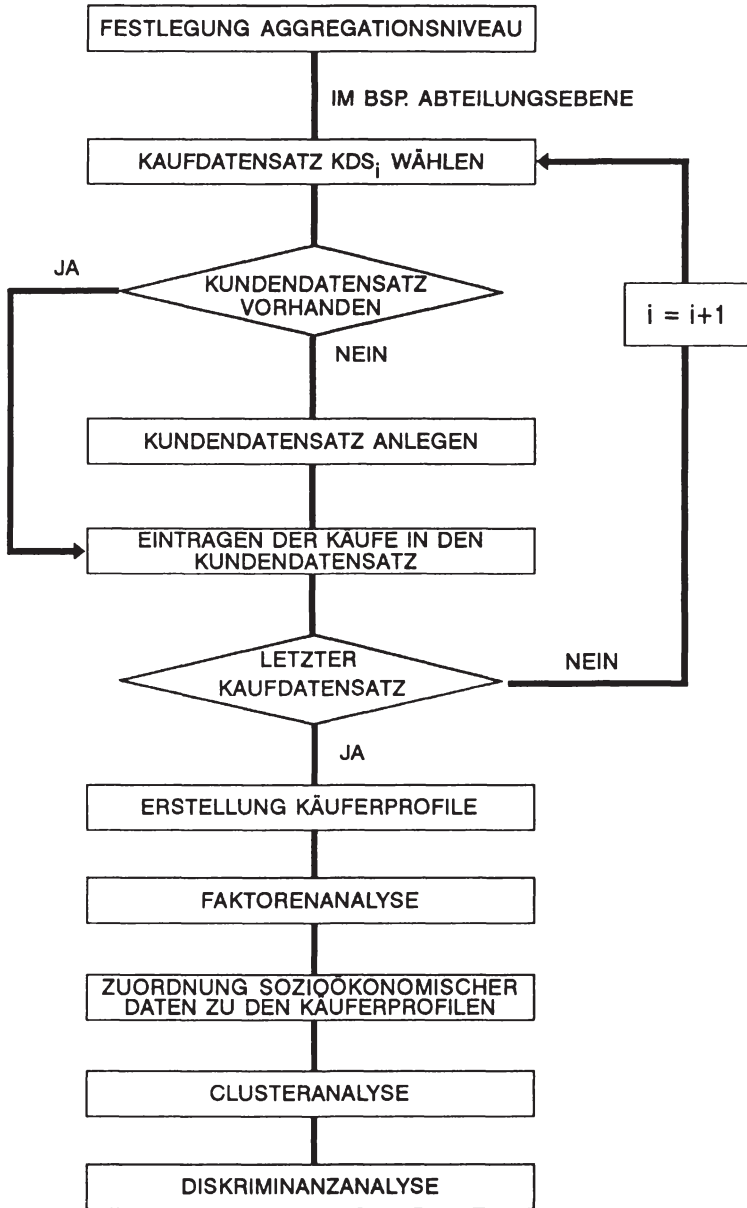 FESTLEGUNG AGGREGATIONSNIVEAU
IM BSP. ABTEILUNGSEBENE
KAUFDATENSATZ KDSi WÄHLEN
JA
KUNDENDATENSATZ
VORHANDEN
i = i+1
NEIN
KUNDENDATENSATZ ANLEGEN
EINTRAGEN DER KÄUFE IN DEN
KUNDENDATENSATZ
LETZTER
KAUFDATENSATZ
NEIN
JA
ERSTELLUNG KÄUFERPROFILE
FAKTORENANALYSE
ZUORDNUNG SOZIOÖKONOMISCHER
DATEN ZU DEN KÄUFERPROFILEN
CLUSTERANALYSE
DISKRIMINANZANALYSE